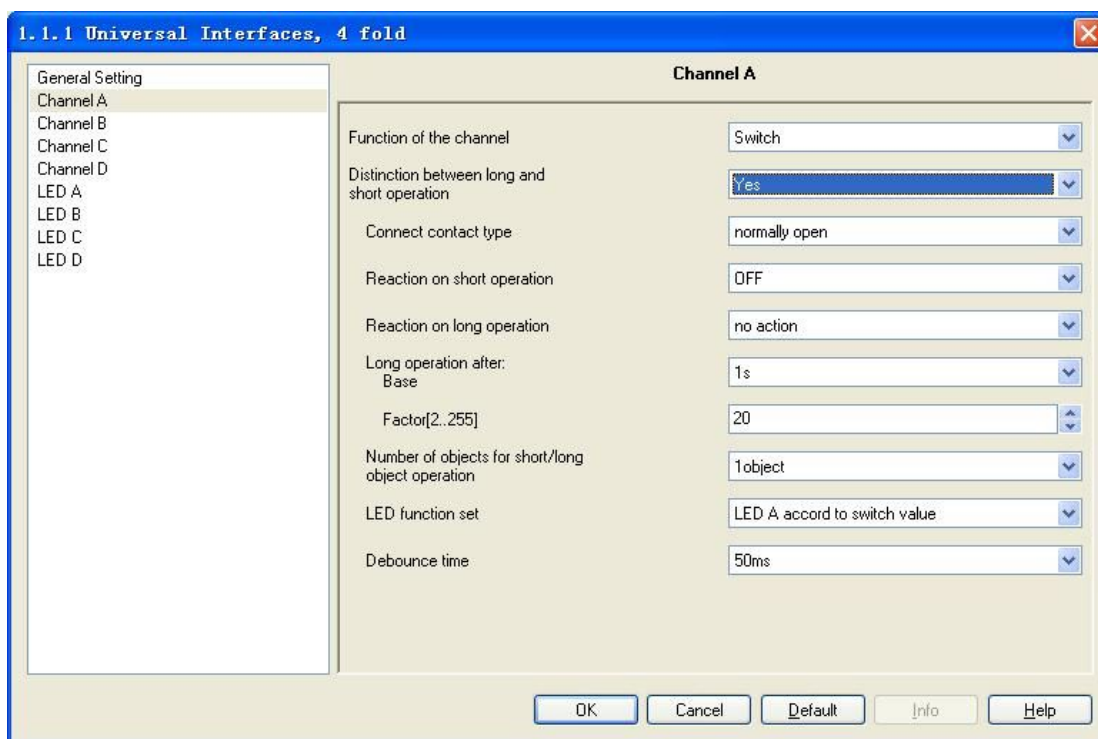 1.1.1 Universal Interfaces, 4 fold
General Setting
Channel A
Channel B
Channel C
Channel D
LED A
LED B
LED C
LED D
Channel A
Function of the channel
Switch
Distinction between long and
short operation
Yes
Connect contact type
normally open
Reaction on short operation
OFF
Reaction on long operation
no action
Long operation after:
Base
1s
Factor[2..255]
20
Number of objects for short/long
object operation
1object
LED function set
LED A accord to switch value
Debounce time
50ms
OK
Cancel
Default
Info
Help